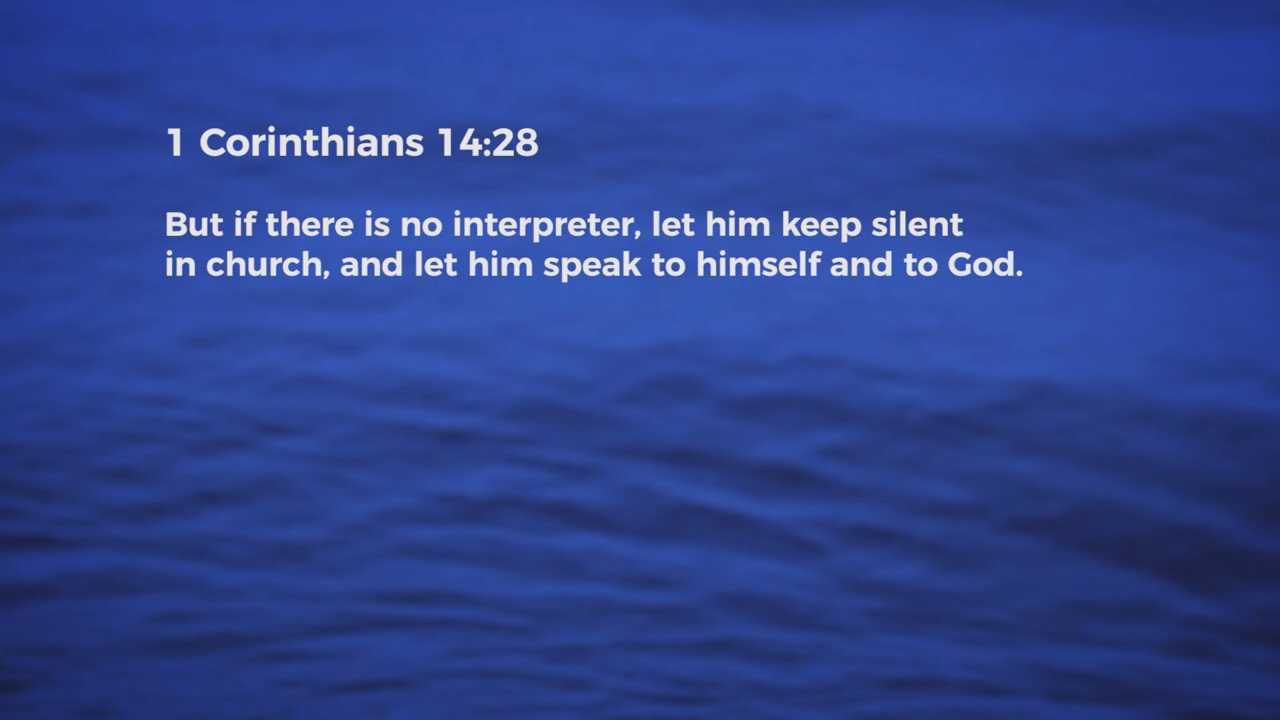 1 Corinthians 14:28
But if there is no interpreter, let him keep silent
in church, and let him speak to himself and to God.